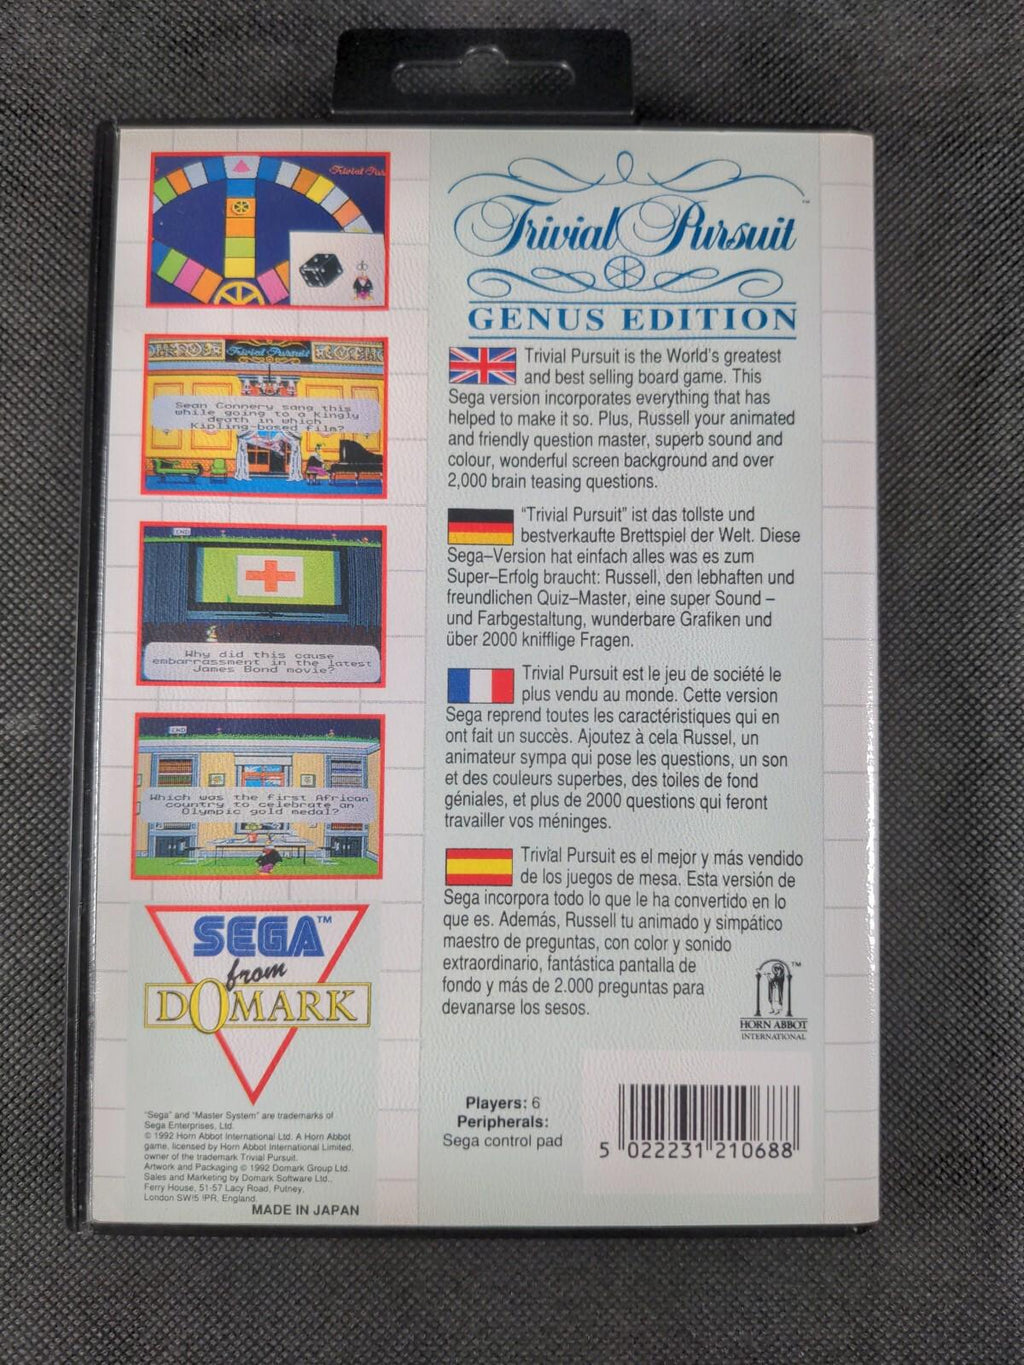 Trivial Pur
Trivial Pursuit
Sean Connery sang this
while going to a Kingly
death in which
Kipling-based film?
END
Why did this cause
embarrassment in the latest
James Bond movie?
END
Which was the first African
country to celebrate an
Olympic gold medal?
SEGA™
from
DOMARK
"Sega" and "Master System" are trademarks of
Sega Enterprises, Ltd.
© 1992 Horn Abbot International Ltd. A Horn Abbot
game, licensed by Horn Abbot International Limited,
owner of the trademark Trivial Pursuit.
Artwork and Packaging © 1992 Domark Group Ltd.
Sales and Marketing by Domark Software Ltd.,
Ferry House, 51-57 Lacy Road, Putney,
London SW15 1PR, England.
MADE IN JAPAN
Trivial Pursuit™
GENUS EDITION
Trivial Pursuit is the World's greatest
and best selling board game. This
Sega version incorporates everything that has
helped to make it so. Plus, Russell your animated
and friendly question master, superb sound and
colour, wonderful screen background and over
2,000 brain teasing questions.
"Trivial Pursuit" ist das tollste und
bestverkaufte Brettspiel der Welt. Diese
Sega–Version hat einfach alles was es zum
Super–Erfolg braucht: Russell, den lebhaften und
freundlichen Quiz–Master, eine super Sound –
und Farbgestaltung, wunderbare Grafiken und
über 2000 knifflige Fragen.
Trivial Pursuit est le jeu de société le
plus vendu au monde. Cette version
Sega reprend toutes les caractéristiques qui en
ont fait un succès. Ajoutez à cela Russel, un
animateur sympa qui pose les questions, un son
et des couleurs superbes, des toiles de fond
géniales, et plus de 2000 questions qui feront
travailler vos méninges.
Trivial Pursuit es el mejor y más vendido
de los juegos de mesa. Esta versión de
Sega incorpora todo lo que le ha convertido en lo
que es. Además, Russell tu animado y simpático
maestro de preguntas, con color y sonido
extraordinario, fantástica pantalla de
fondo y más de 2.000 preguntas para
devanarse los sesos.
™
HORN ABBOT
INTERNATIONAL
Players: 6
Peripherals:
Sega control pad
5 022231 210688